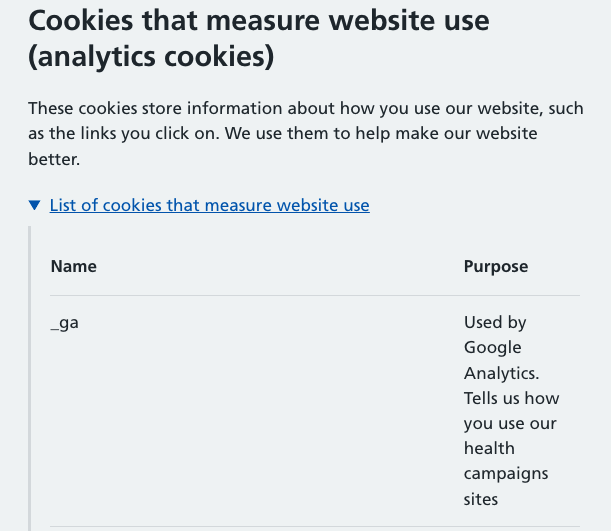 Cookies that measure website use
(analytics cookies)
These cookies store information about how you use our website, such
as the links you click on. We use them to help make our website
better.
▼ List of cookies that measure website use
Name Purpose
_ga Used by
Google
Analytics.
Tells us how
you use our
health
campaigns
sites